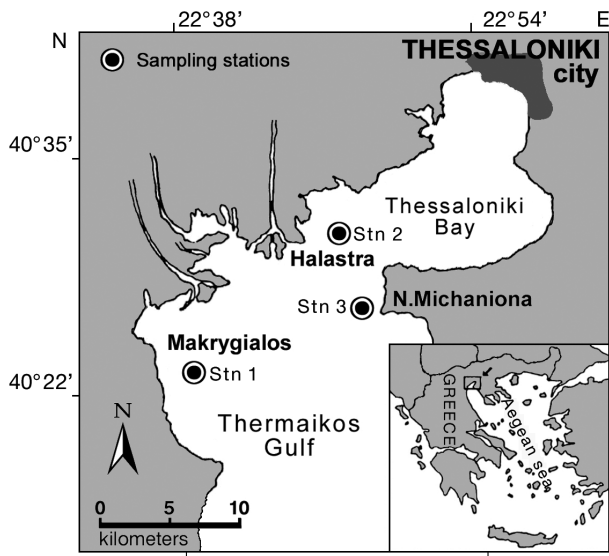 22°38’
22°54’
E
N
THESSALONIKI
city
Sampling stations
40°35’
Thessaloniki
Bay
Stn 2
Halastra
Stn 3
N.Michaniona
Makrygialos
Stn 1
40°22’
Thermaikos
Gulf
N
0 5 10
kilometers
GREECE
Aegean sea